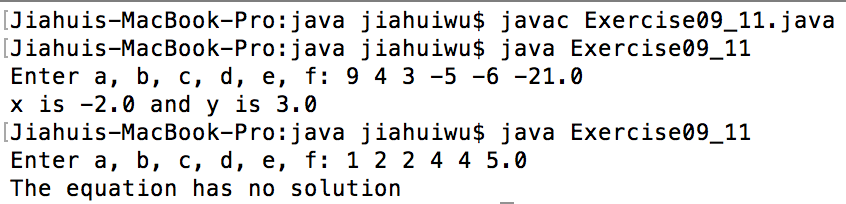 [Jiahuis-MacBook-Pro:java jiahuiwu$ javac Exercise09_11.java
[Jiahuis-MacBook-Pro:java jiahuiwu$ java Exercise09_11
Enter a, b, c, d, e, f: 9 4 3 -5 -6 -21.0
x is -2.0 and y is 3.0
[Jiahuis-MacBook-Pro:java jiahuiwu$ java Exercise09_11
Enter a, b, c, d, e, f: 1 2 2 4 4 5.0
The equation has no solution